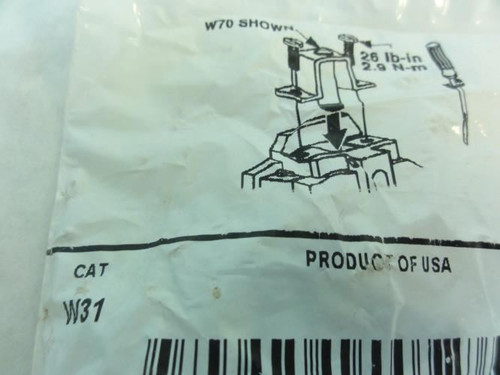 W70 SHOWN
26 lb-in
2.9 N-m
PRODUCT OF USA
CAT
W31